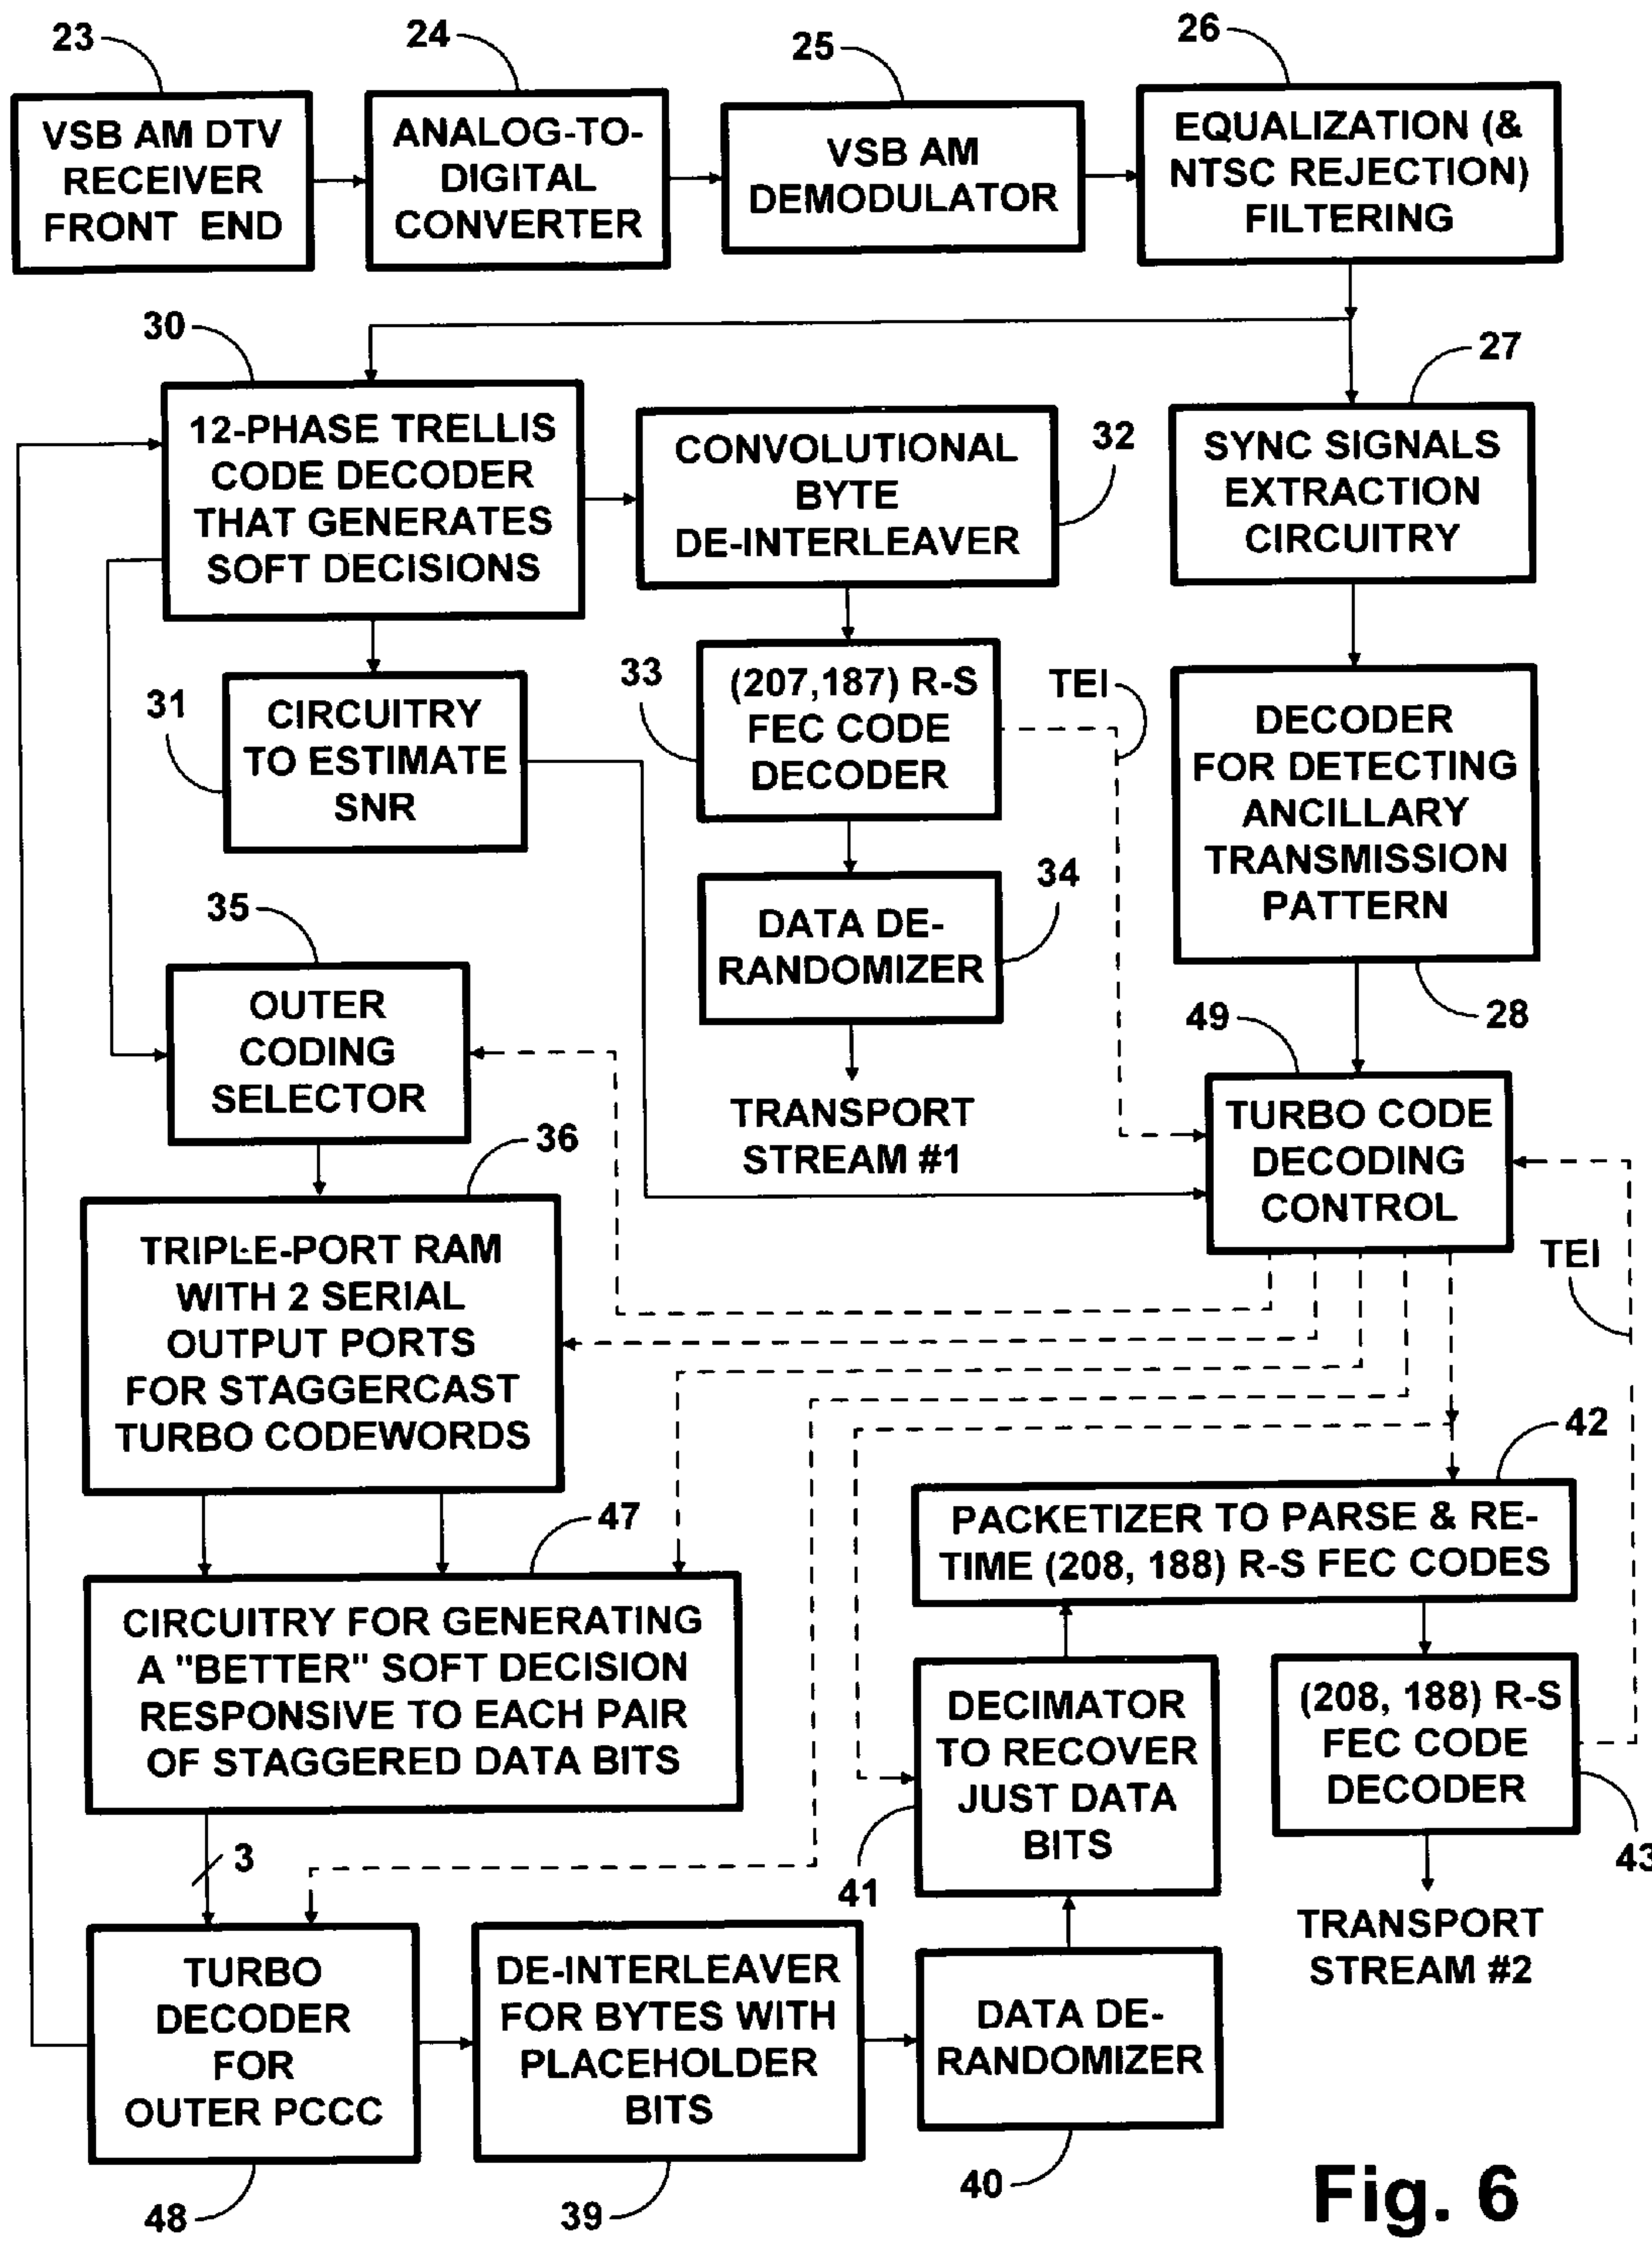 23
24
25
26
VSB AM DTV
RECEIVER
FRONT END
ANALOG-TO-
DIGITAL
CONVERTER
VSB AM
DEMODULATOR
EQUALIZATION (&
NTSC REJECTION)
FILTERING
30
27
12-PHASE TRELLIS
CODE DECODER
THAT GENERATES
SOFT DECISIONS
CONVOLUTIONAL
BYTE
DE-INTERLEAVER
32
SYNC SIGNALS
EXTRACTION
CIRCUITRY
31
CIRCUITRY
TO ESTIMATE
SNR
33
(207,187) R-S
FEC CODE
DECODER
TEI
DECODER
FOR DETECTING
ANCILLARY
TRANSMISSION
PATTERN
28
34
DATA DE-
RANDOMIZER
TRANSPORT
STREAM #1
35
OUTER
CODING
SELECTOR
49
TURBO CODE
DECODING
CONTROL
TEI
36
TRIPLE-PORT RAM
WITH 2 SERIAL
OUTPUT PORTS
FOR STAGGERCAST
TURBO CODEWORDS
42
PACKETIZER TO PARSE & RE-
TIME (208, 188) R-S FEC CODES
47
CIRCUITRY FOR GENERATING
A "BETTER" SOFT DECISION
RESPONSIVE TO EACH PAIR
OF STAGGERED DATA BITS
3
DECIMATOR
TO RECOVER
JUST DATA
BITS
41
(208, 188) R-S
FEC CODE
DECODER
43
TRANSPORT
STREAM #2
TURBO
DECODER
FOR
OUTER PCCC
48
DE-INTERLEAVER
FOR BYTES WITH
PLACEHOLDER
BITS
39
DATA DE-
RANDOMIZER
40
Fig. 6